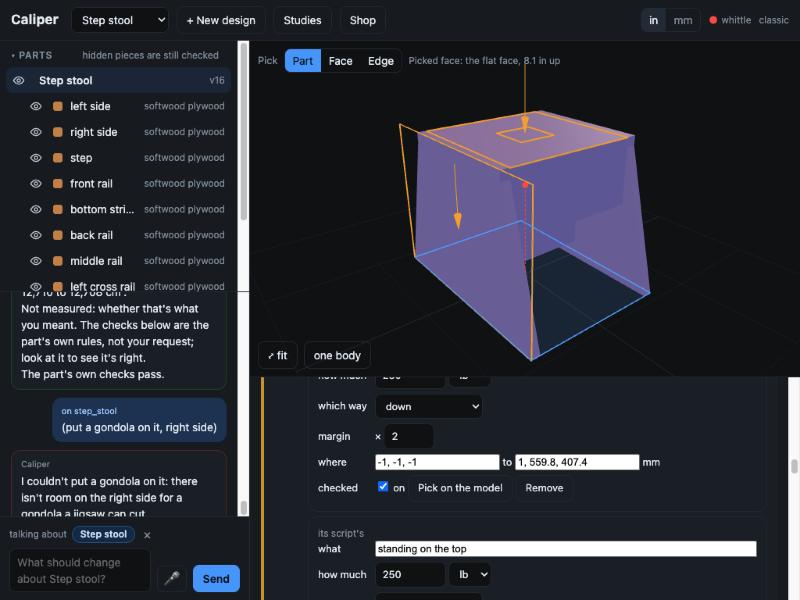 Caliper Step stool + New design Studies Shop in mm whittle classic
PARTS hidden pieces are still checked
Step stool v16
left side softwood plywood
right side softwood plywood
step softwood plywood
front rail softwood plywood
bottom stri... softwood plywood
back rail softwood plywood
middle rail softwood plywood
left cross rail softwood plywood
Not measured: whether that's what
you meant. The checks below are the
part's own rules, not your request;
look at it to see it's right.
The part's own checks pass.
on step_stool
(put a gondola on it, right side)
Caliper
I couldn't put a gondola on it: there
isn't room on the right side for a
gondola a jigsaw can cut
talking about Step stool ×
What should change
about Step stool?
Send
Pick Part Face Edge Picked face: the flat face, 8.1 in up
fit one body
which way down
margin × 2
where -1, -1, -1 to 1, 559.8, 407.4 mm
checked on Pick on the model Remove
its script's
what standing on the top
how much 250 lb